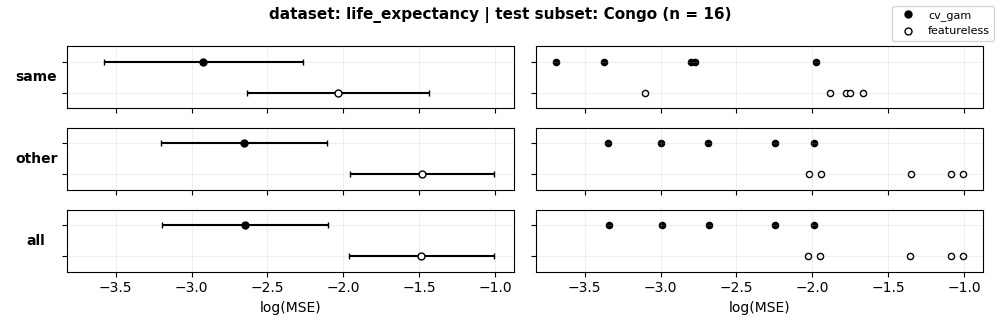 dataset: life_expectancy | test subset: Congo (n = 16)
cv_gam
featureless
same
other
all
−3.5 −3.0 −2.5 −2.0 −1.5 −1.0
−3.5 −3.0 −2.5 −2.0 −1.5 −1.0
log(MSE)
log(MSE)